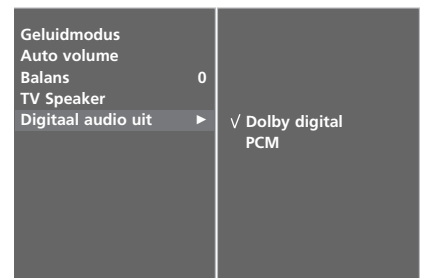 Geluidmodus
Auto volume
Balans 0
TV Speaker
Digitaal audio uit ►
√ Dolby digital
PCM